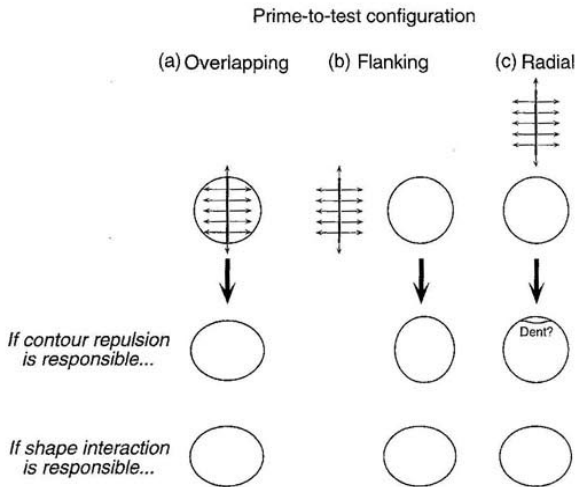 Prime-to-test configuration
(a) Overlapping
(b) Flanking
(c) Radial
If contour repulsion
is responsible...
Dent?
If shape interaction
is responsible...